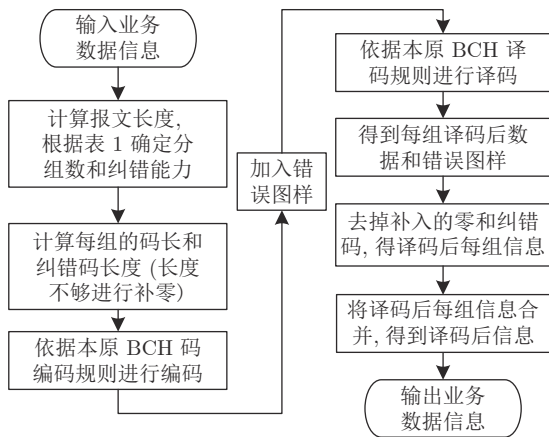 输入业务
数据信息
计算报文长度,
根据表 1 确定分
组数和纠错能力
计算每组的码长和
纠错码长度 (长度
不够进行补零)
依据本原 BCH 码
编码规则进行编码
加入错
误图样
依据本原 BCH 译
码规则进行译码
得到每组译码后数
据和错误图样
去掉补入的零和纠错
码, 得译码后每组信息
将译码后每组信息合
并, 得到译码后信息
输出业务
数据信息